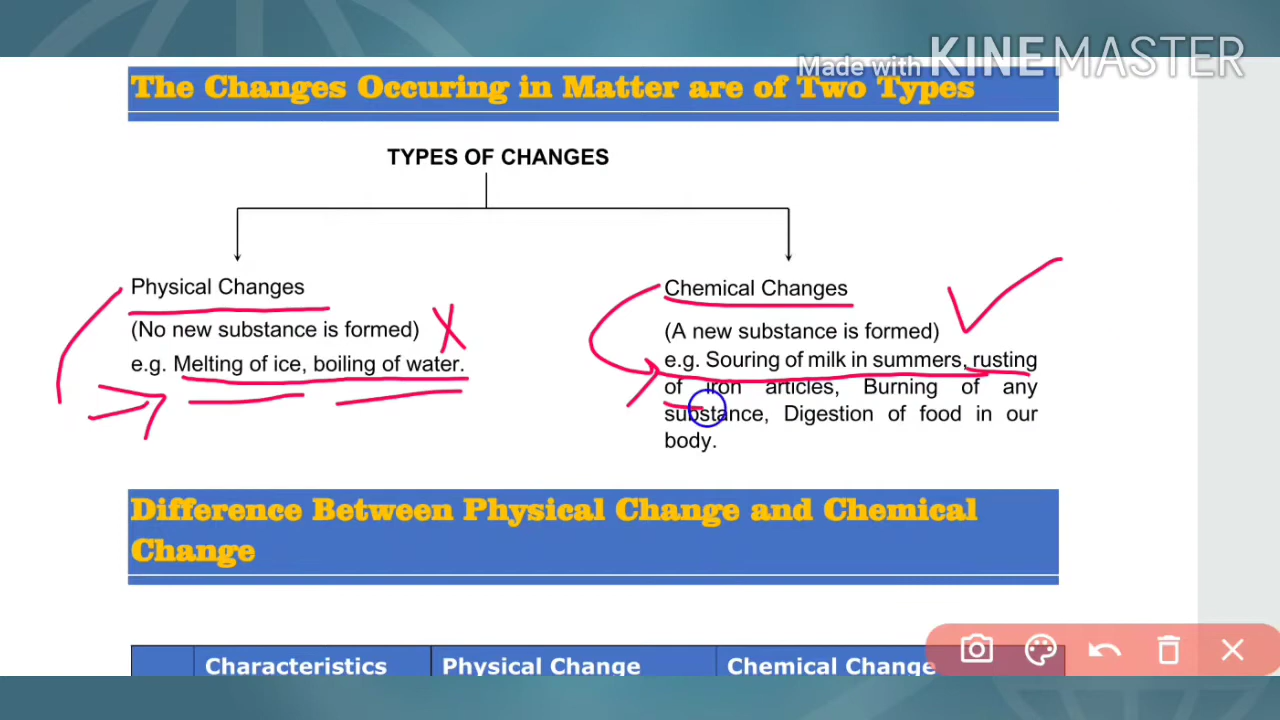 Made with KINEMASTER
The Changes Occuring in Matter are of Two Types
TYPES OF CHANGES
Physical Changes
(No new substance is formed)
e.g. Melting of ice, boiling of water.
Chemical Changes
(A new substance is formed)
e.g. Souring of milk in summers, rusting
of iron articles, Burning of any
substance, Digestion of food in our
body.
Difference Between Physical Change and Chemical
Change
Characteristics Physical Change Chemical Change